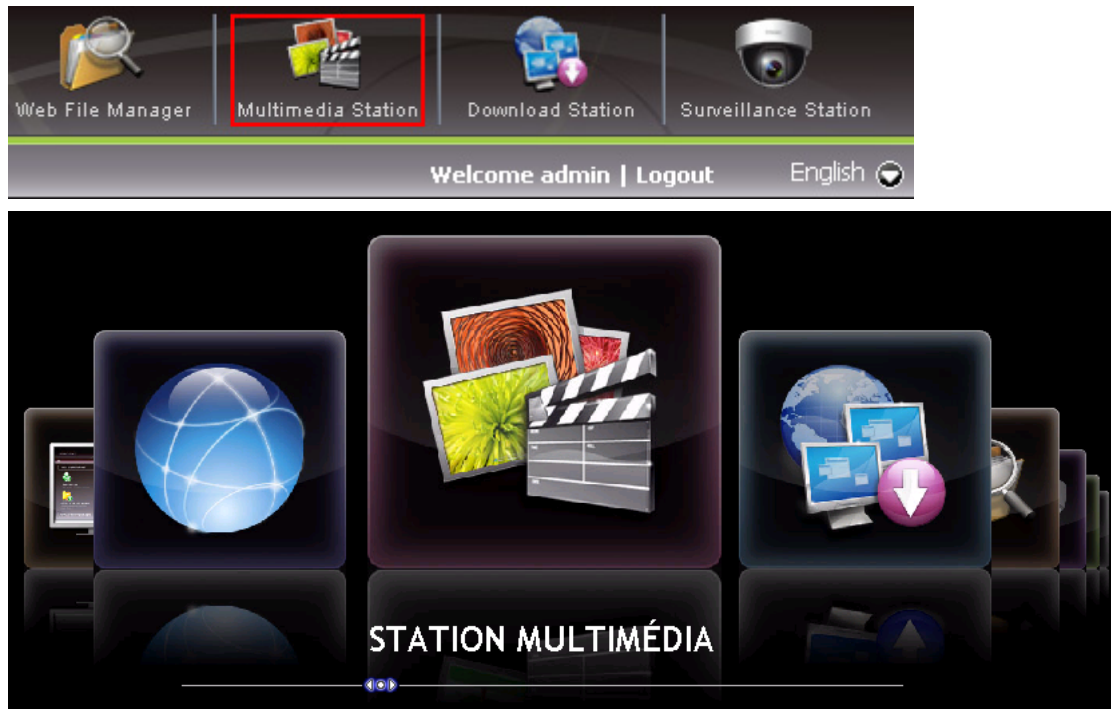 Web File Manager
Multimedia Station
Download Station
Surveillance Station
Welcome admin | Logout
English
STATION MULTIMÉDIA